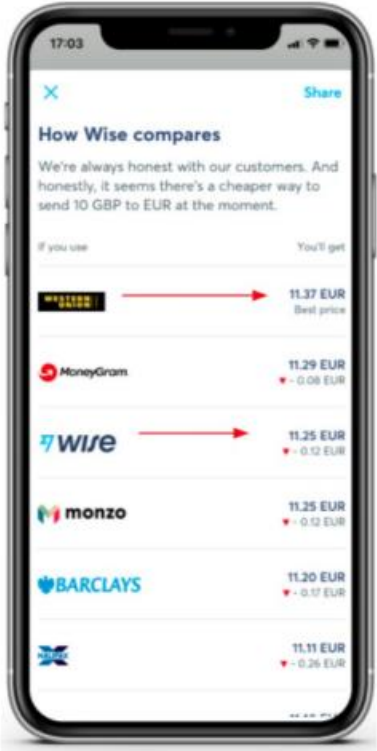 17:03
Share
How Wise compares
We're always honest with our customers. And
honestly, it seems there's a cheaper way to
send 10 GBP to EUR at the moment.
If you use You'll get
WESTERN UNION 11.37 EUR
Best price
MoneyGram 11.29 EUR
- 0.08 EUR
WISE 11.25 EUR
- 0.12 EUR
monzo 11.25 EUR
- 0.12 EUR
BARCLAYS 11.20 EUR
- 0.17 EUR
HALIFAX 11.11 EUR
- 0.26 EUR